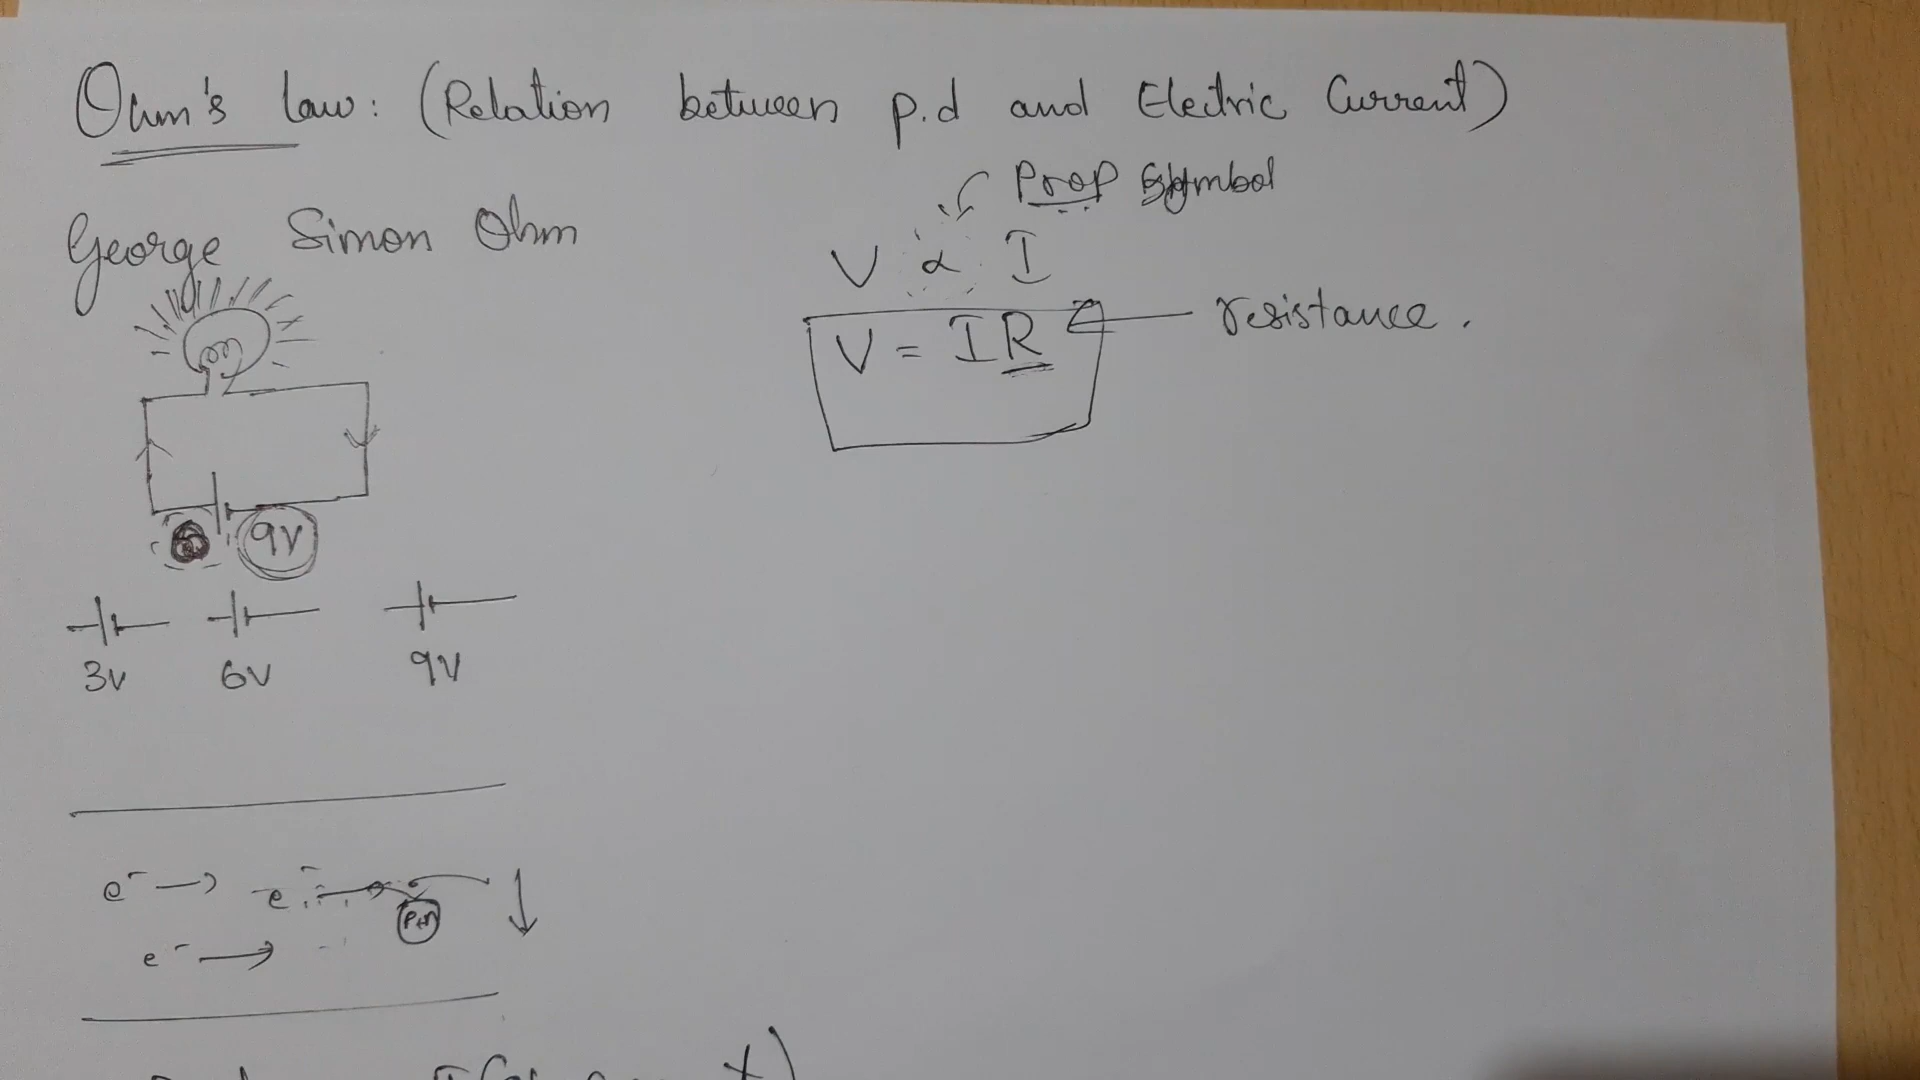 Ohm's law: (Relation between p.d and Electric Current)
Prop symbol
George Simon Ohm
V ∝ I
V = IR
resistance.
9V
3V 6V 9V
e⁻ → e⁻ →
p+n
e⁻ →